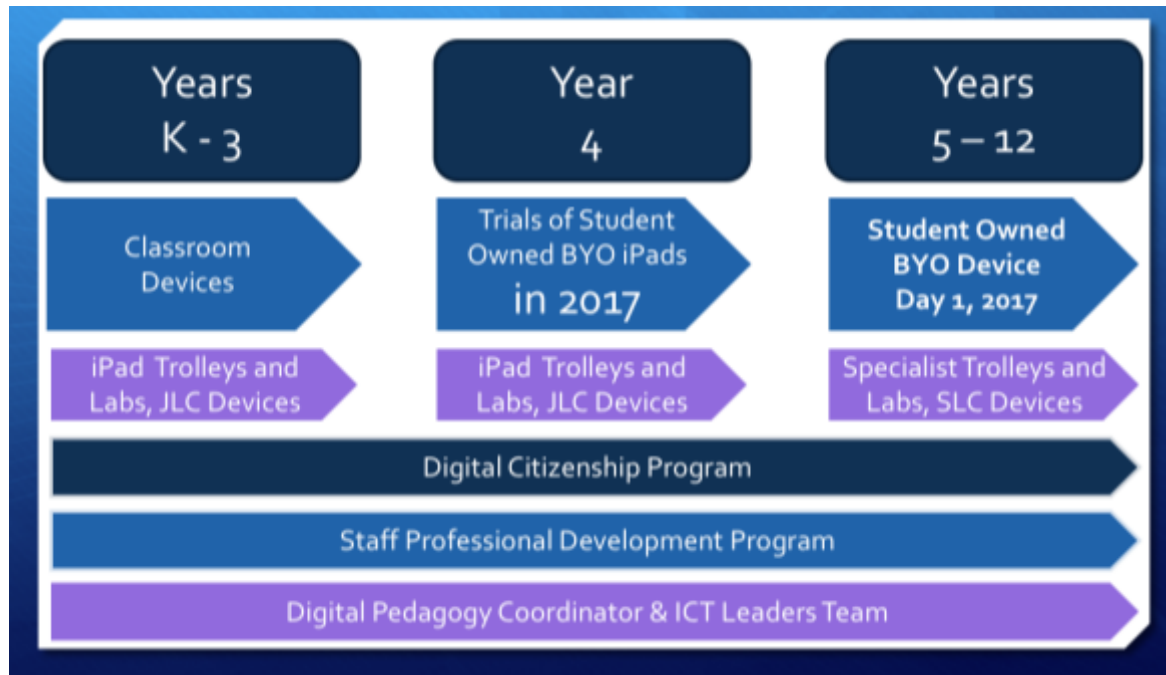 Years
K - 3
Year
4
Years
5 – 12
Classroom
Devices
Trials of Student
Owned BYO iPads
in 2017
Student Owned
BYO Device
Day 1, 2017
iPad Trolleys and
Labs, JLC Devices
iPad Trolleys and
Labs, JLC Devices
Specialist Trolleys and
Labs, SLC Devices
Digital Citizenship Program
Staff Professional Development Program
Digital Pedagogy Coordinator & ICT Leaders Team